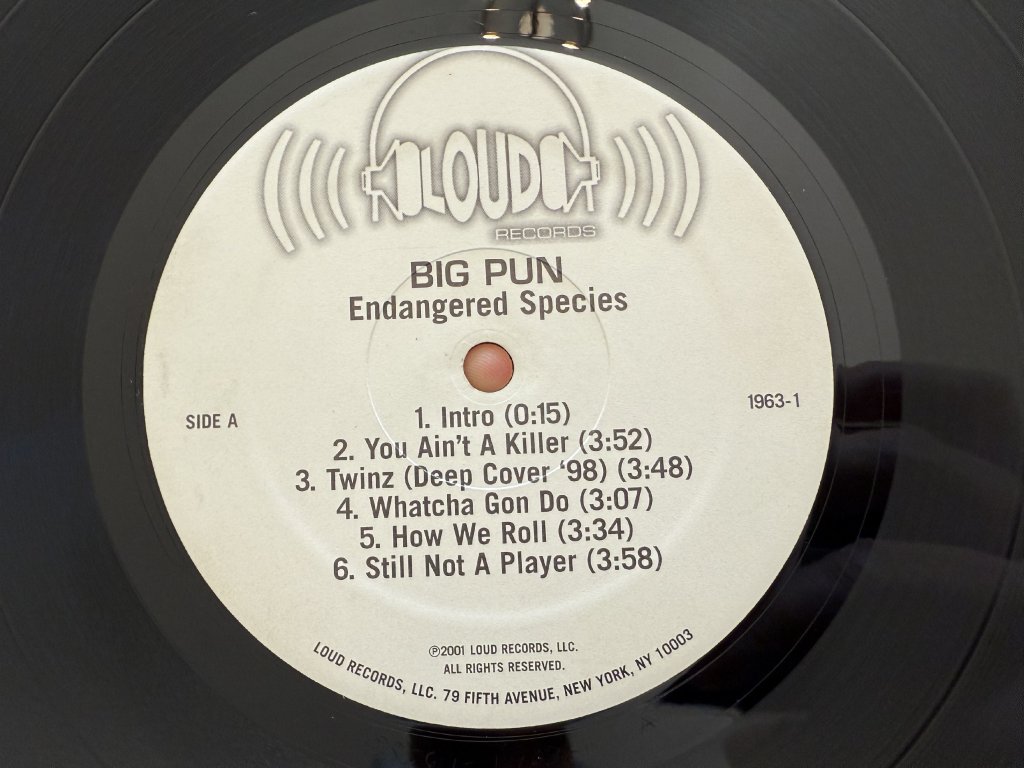 LOUD
RECORDS
BIG PUN
Endangered Species
SIDE A
1963-1
1. Intro (0:15)
2. You Ain't A Killer (3:52)
3. Twinz (Deep Cover ‘98) (3:48)
4. Whatcha Gon Do (3:07)
5. How We Roll (3:34)
6. Still Not A Player (3:58)
℗2001 LOUD RECORDS, LLC.
ALL RIGHTS RESERVED.
LOUD RECORDS, LLC. 79 FIFTH AVENUE, NEW YORK, NY 10003